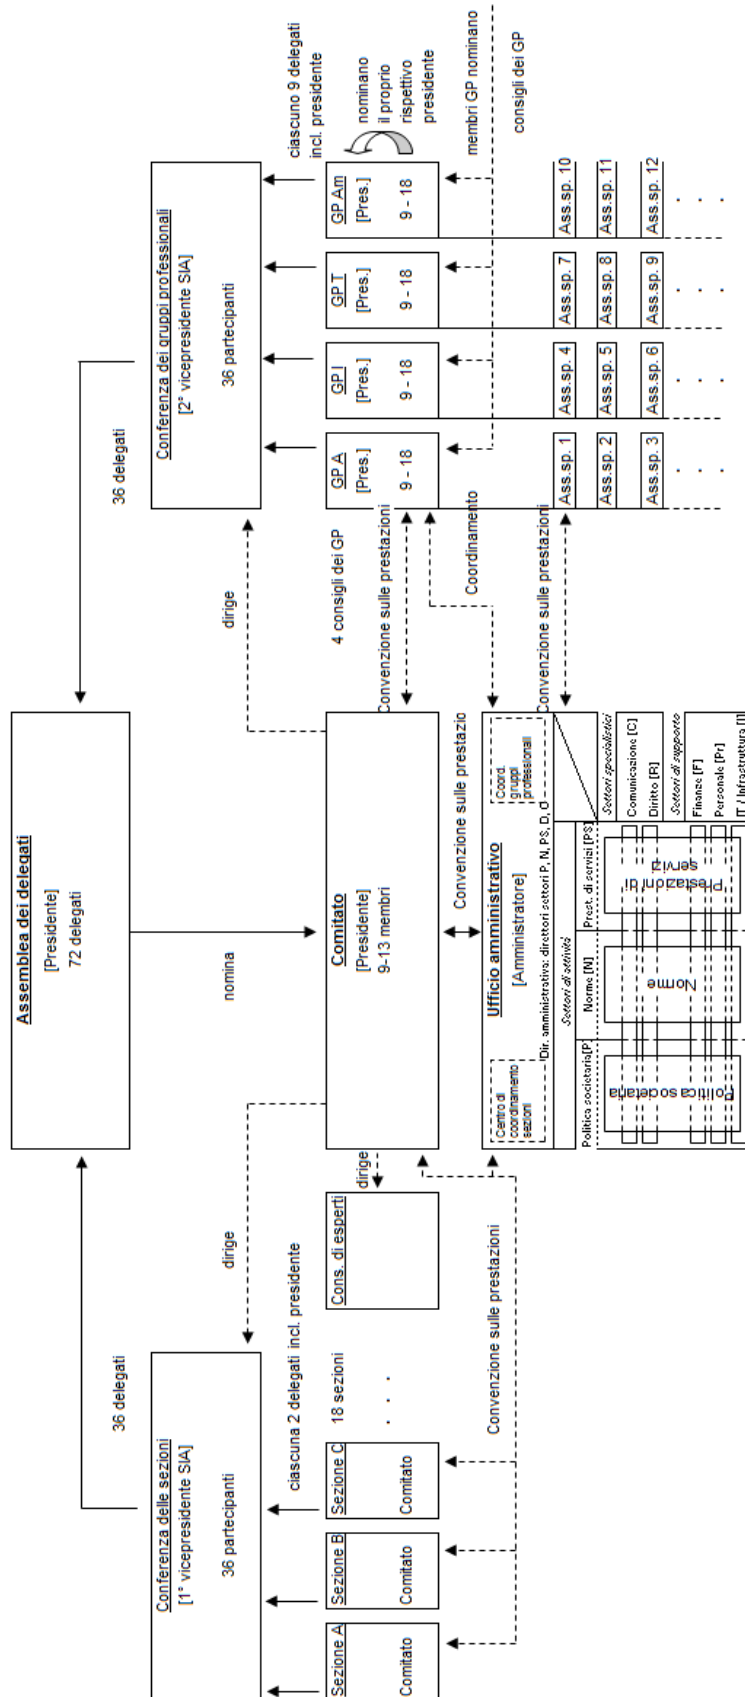 Assemblea dei delegati
[Presidente]
72 delegati
36 delegati
36 delegati
Conferenza delle sezioni
[1° vicepresidente SIA]
36 partecipanti
dirige
nomina
dirige
Conferenza dei gruppi professionali
[2° vicepresidente SIA]
36 partecipanti
ciascuna 2 delegati incl. presidente
ciascuno 9 delegati
incl. presidente
18 sezioni
4 consigli dei GP
Sezione A
Comitato
Sezione B
Comitato
Sezione C
Comitato
. . .
Cons. di esperti
dirige
Comitato
[Presidente]
9-13 membri
Convenzione sulle prestazioni
GP A
[Pres.]
9 - 18
GP I
[Pres.]
9 - 18
GP T
[Pres.]
9 - 18
GP Am
[Pres.]
9 - 18
nominano
il proprio
rispettivo
presidente
membri GP nominano
consigli dei GP
Convenzione sulle prestazioni
Convenzione sulle prestazio
Coordinamento
Convenzione sulle prestazioni
Centro di
coordinamento
sezioni
Ufficio amministrativo
[Amministratore]
Coord.
gruppi
professionali
Dir. amministrativa: direttori settori P, N, PS, D, O
Settori di attività
Politica societaria[P]
Norme [N]
Prest. di servizi [PS]
Settori specialistici
Comunicazione [C]
Diritto [R]
Settori di supporto
Finanze [F]
Personale [Pr]
IT / Infrastruttura [I]
Politica societaria
Norme
Prestazioni di servizi
Ass.sp. 1
Ass.sp. 2
Ass.sp. 3
Ass.sp. 4
Ass.sp. 5
Ass.sp. 6
Ass.sp. 7
Ass.sp. 8
Ass.sp. 9
Ass.sp. 10
Ass.sp. 11
Ass.sp. 12